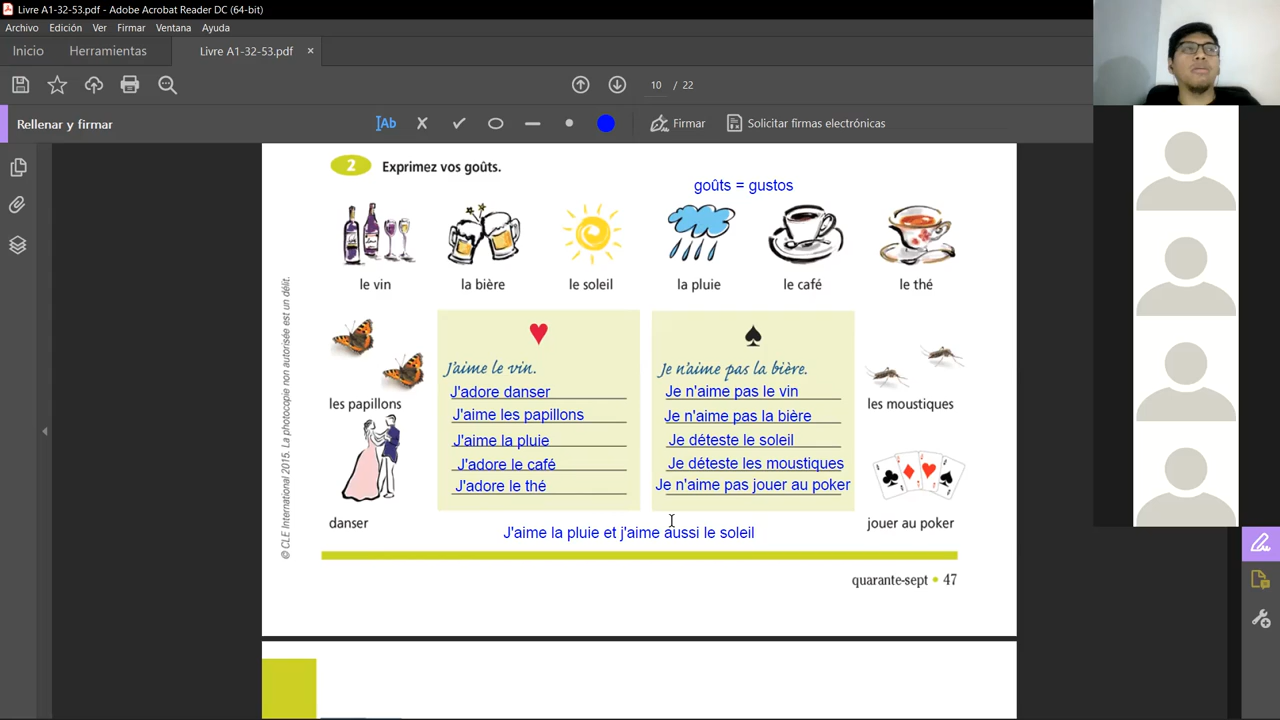 Livre A1-32-53.pdf - Adobe Acrobat Reader DC (64-bit)
Archivo Edición Ver Firmar Ventana Ayuda
Inicio Herramientas Livre A1-32-53.pdf ×
10 / 22
Rellenar y firmar
Ab
Firmar
Solicitar firmas electrónicas
2 Exprimez vos goûts.
goûts = gustos
le vin la bière le soleil la pluie le café le thé
© CLE International 2015. La photocopie non autorisée est un délit.
les papillons
danser
J'aime le vin.
J'adore danser
J'aime les papillons
J'aime la pluie
J'adore le café
J'adore le thé
Je n'aime pas la bière.
Je n'aime pas le vin
Je n'aime pas la bière
Je déteste le soleil
Je déteste les moustiques
Je n'aime pas jouer au poker
les moustiques
jouer au poker
J'aime la pluie et j'aime aussi le soleil
quarante-sept • 47